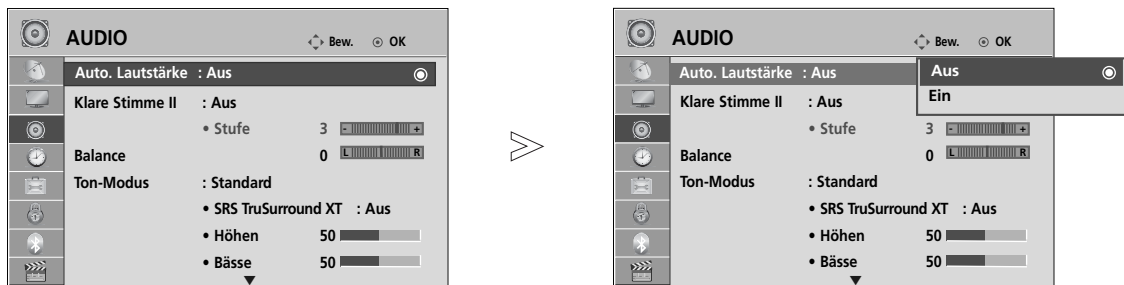 AUDIO Bew. OK
Auto. Lautstärke : Aus
Klare Stimme II : Aus
• Stufe 3 - +
Balance 0 L R
Ton-Modus : Standard
• SRS TruSurround XT : Aus
• Höhen 50
• Bässe 50
AUDIO Bew. OK
Auto. Lautstärke : Aus
Aus
Ein
Klare Stimme II : Aus
• Stufe 3 - +
Balance 0 L R
Ton-Modus : Standard
• SRS TruSurround XT : Aus
• Höhen 50
• Bässe 50